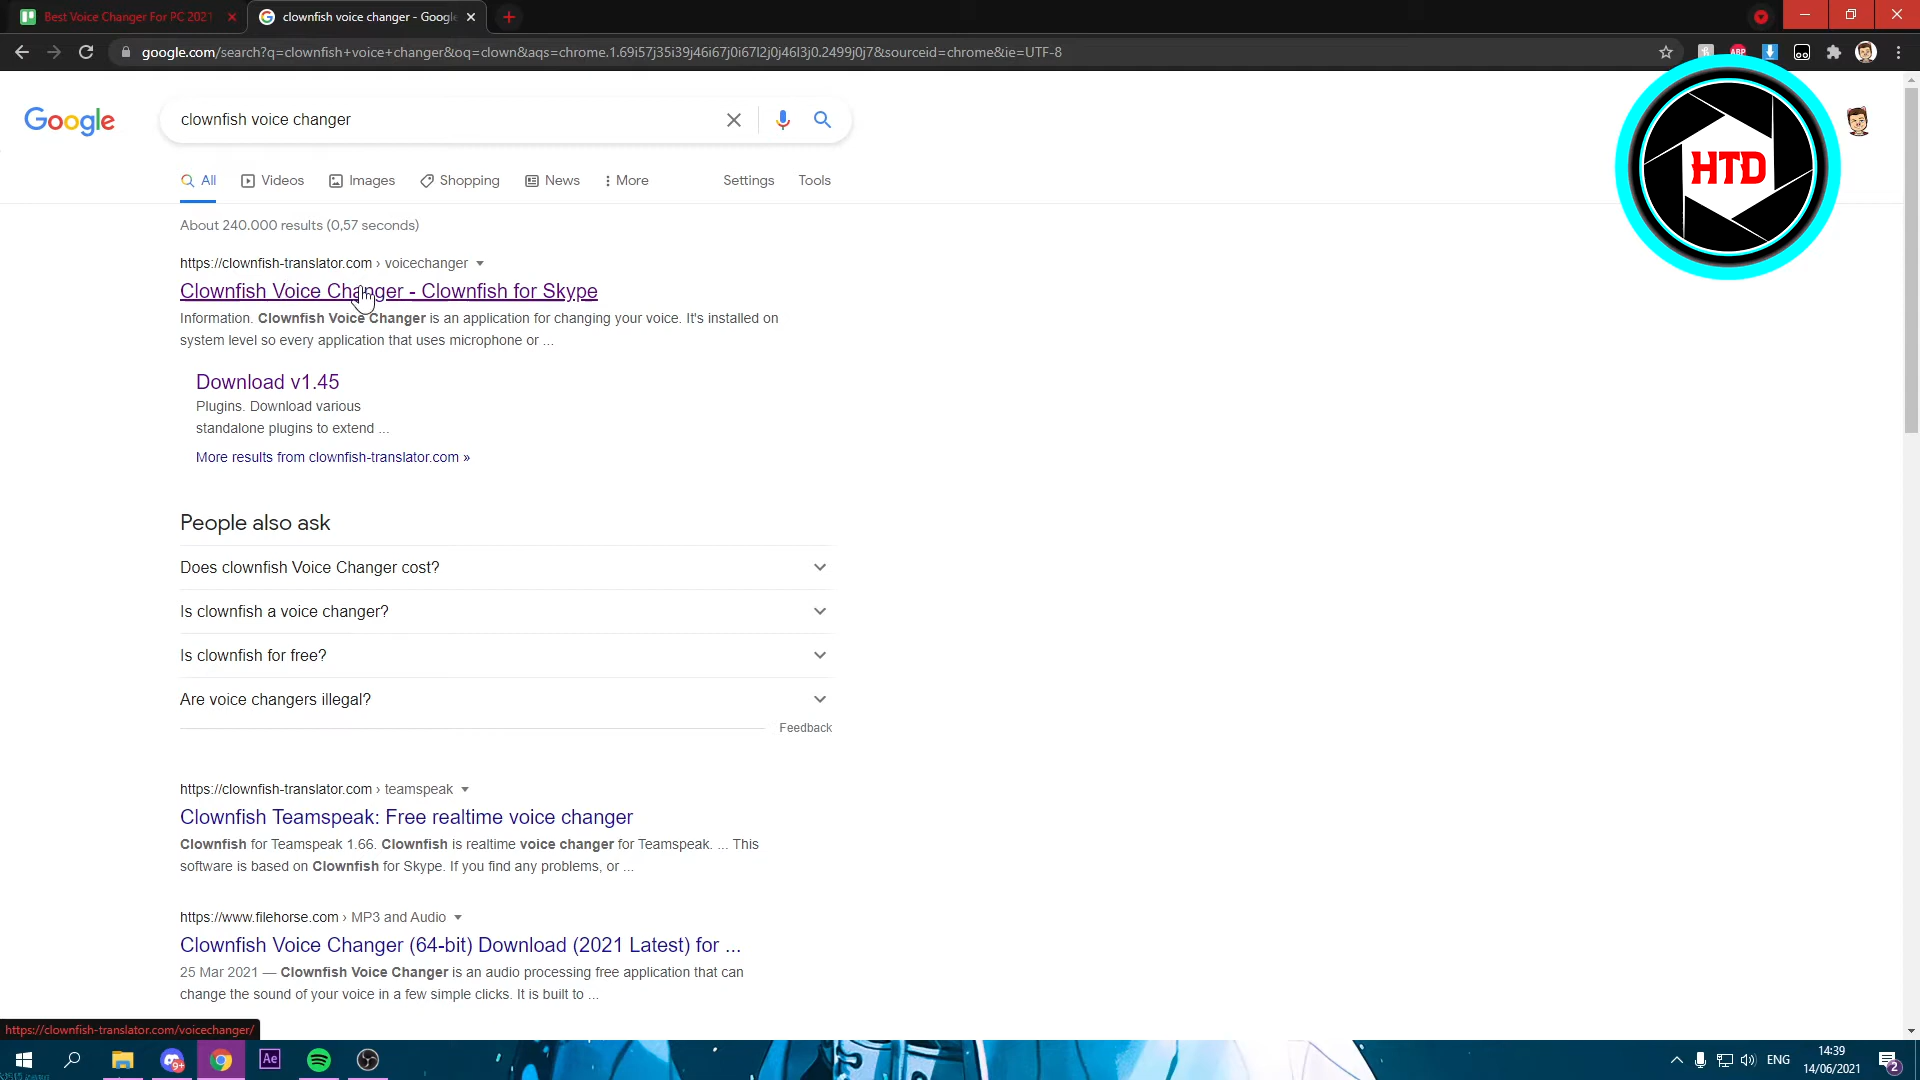 Best Voice Changer For PC 2021
clownfish voice changer - Google
google.com/search?q=clownfish+voice+changer&oq=clown&aqs=chrome.1.69i57j35i39j46i67j0i67l2j0j46l3j0.2499j0j7&sourceid=chrome&ie=UTF-8
ABP
Google
clownfish voice changer
HTD
All Videos Images Shopping News More Settings Tools
About 240.000 results (0,57 seconds)
https://clownfish-translator.com › voicechanger
Clownfish Voice Changer - Clownfish for Skype
Information. Clownfish Voice Changer is an application for changing your voice. It's installed on
system level so every application that uses microphone or ...
Download v1.45
Plugins. Download various
standalone plugins to extend ...
More results from clownfish-translator.com »
People also ask
Does clownfish Voice Changer cost?
Is clownfish a voice changer?
Is clownfish for free?
Are voice changers illegal?
Feedback
https://clownfish-translator.com › teamspeak
Clownfish Teamspeak: Free realtime voice changer
Clownfish for Teamspeak 1.66. Clownfish is realtime voice changer for Teamspeak. ... This
software is based on Clownfish for Skype. If you find any problems, or ...
https://www.filehorse.com › MP3 and Audio
Clownfish Voice Changer (64-bit) Download (2021 Latest) for ...
25 Mar 2021 — Clownfish Voice Changer is an audio processing free application that can
change the sound of your voice in a few simple clicks. It is built to ...
https://clownfish-translator.com/voicechanger/
9+
Ae
ENG
14:39
14/06/2021
2